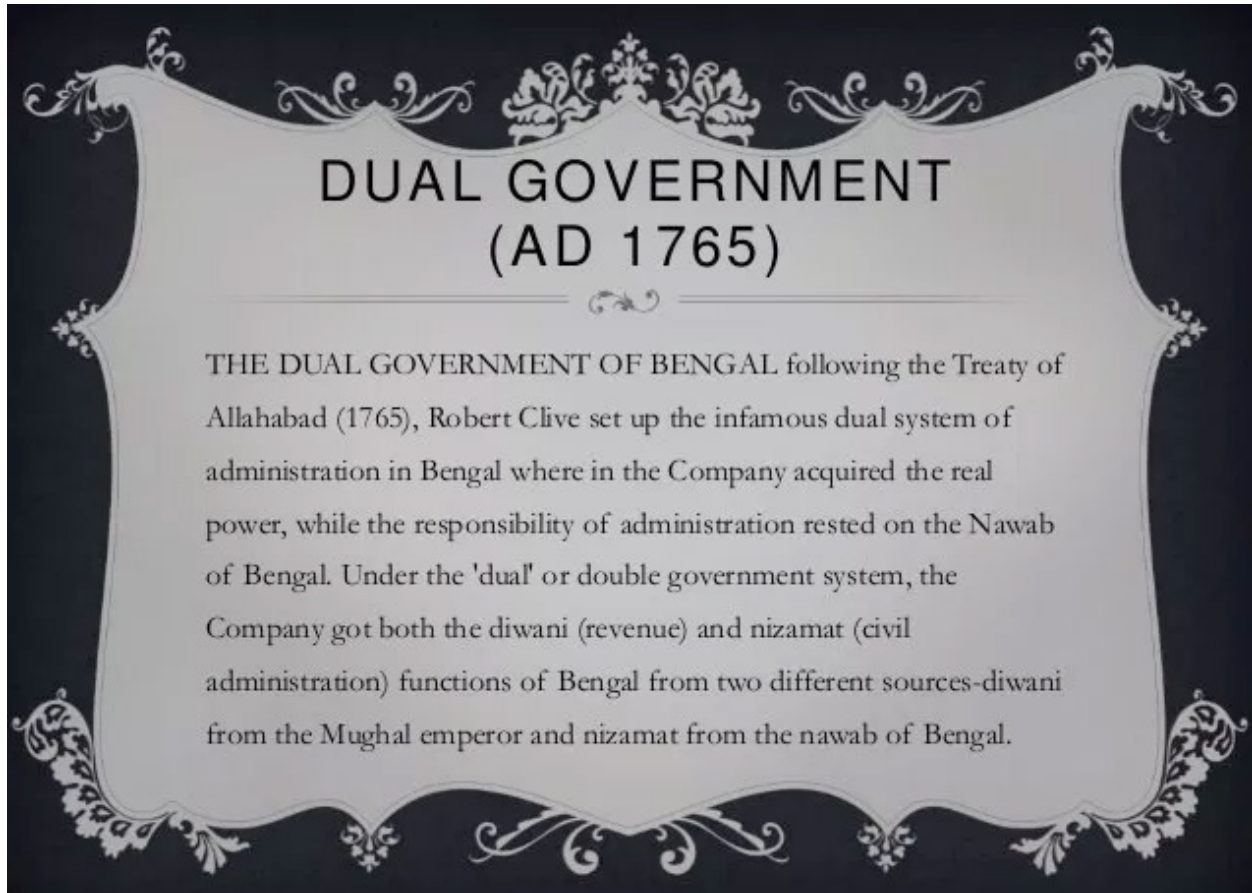 DUAL GOVERNMENT
(AD 1765)
THE DUAL GOVERNMENT OF BENGAL following the Treaty of
Allahabad (1765), Robert Clive set up the infamous dual system of
administration in Bengal where in the Company acquired the real
power, while the responsibility of administration rested on the Nawab
of Bengal. Under the 'dual' or double government system, the
Company got both the diwani (revenue) and nizamat (civil
administration) functions of Bengal from two different sources-diwani
from the Mughal emperor and nizamat from the nawab of Bengal.